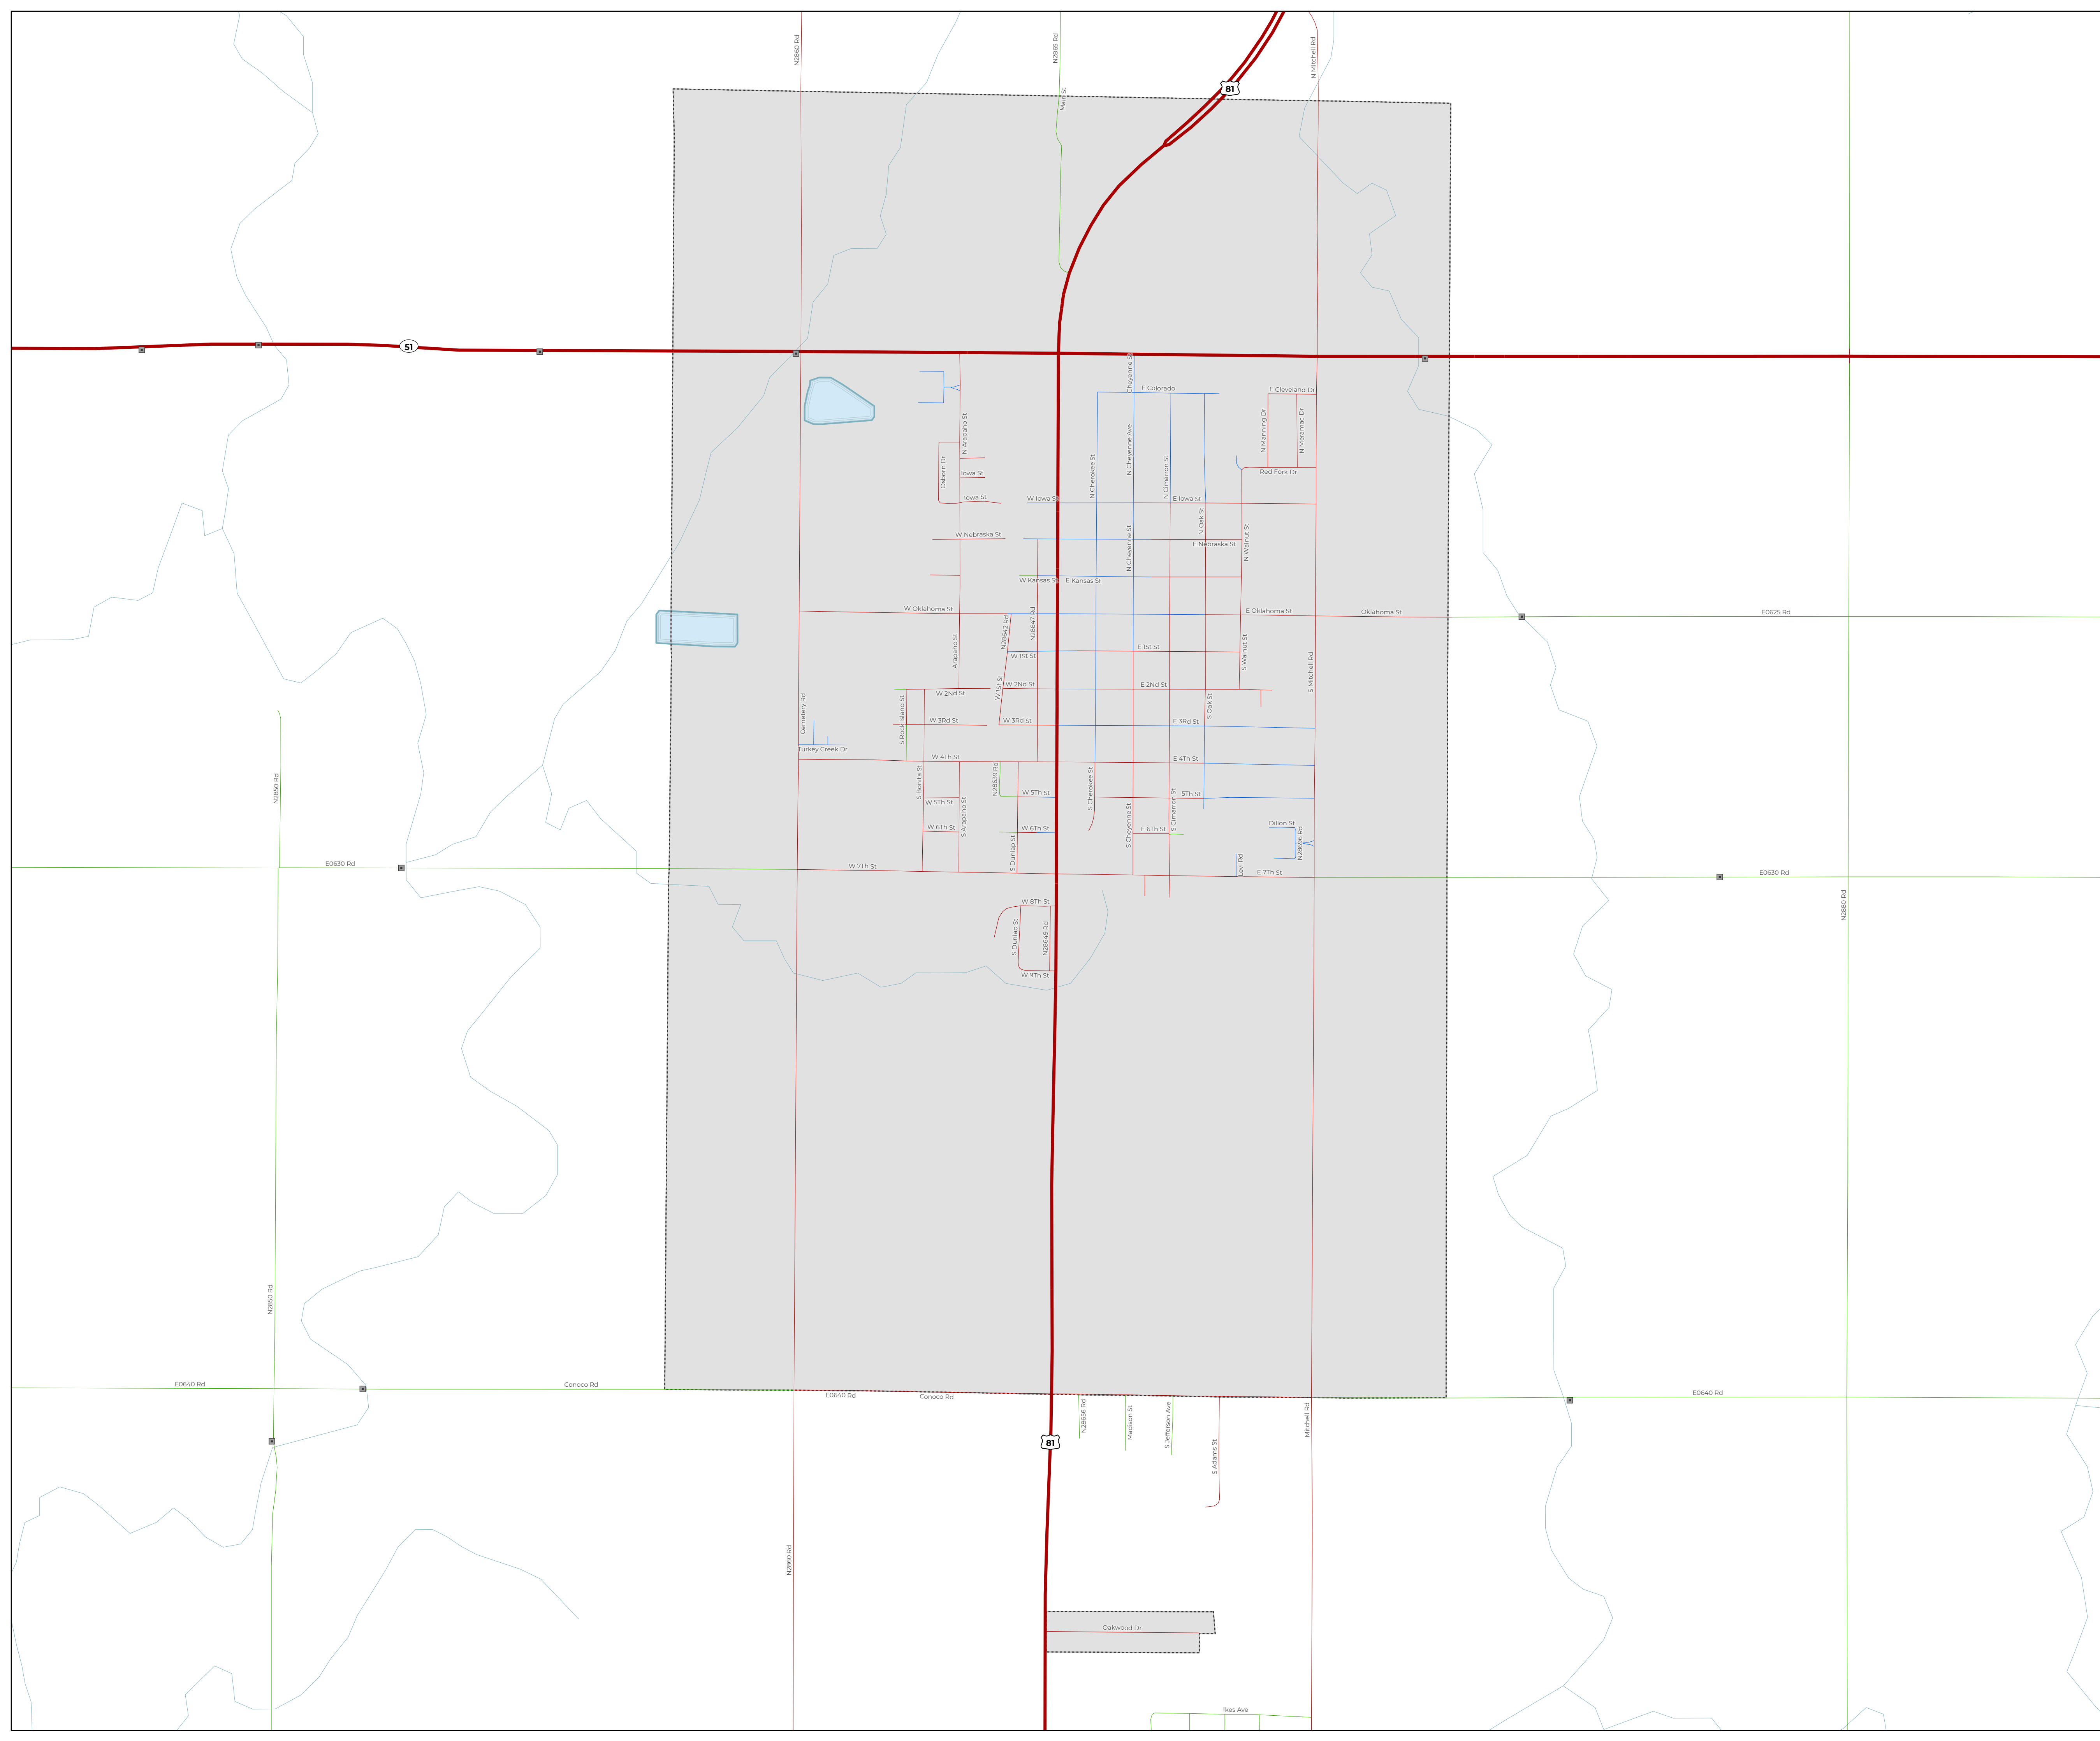 N2860 Rd
N2865 Rd
N Mitchell Rd
81
Main St
51
Cheyenne St
E Colorado
E Cleveland Dr
N Arapaho St
N Manning Dr
N Maramac Dr
N Cheyenne Ave
Osborn Dr
Iowa St
N Cherokee St
N Cimarron St
Red Fork Dr
Iowa St
W Iowa St
E Iowa St
N Oak St
W Nebraska St
N Cheyenne St
E Nebraska St
N Walnut St
W Kansas St
E Kansas St
W Oklahoma St
E Oklahoma St
Oklahoma St
E0625 Rd
N28642 Rd
N28647 Rd
Arapaho St
W 1St St
E 1St St
S Walnut St
S Mitchell Rd
W 1St St
W 2Nd St
W 2Nd St
E 2Nd St
Cemetery Rd
S Rock Island St
W 3Rd St
W 3Rd St
E 3Rd St
S Oak St
Turkey Creek Dr
W 4Th St
E 4Th St
N2850 Rd
S Bonita St
N28639 Rd
S Cherokee St
W 5Th St
W 5Th St
5Th St
S Arapaho St
S Cheyenne St
S Cimarron St
W 6Th St
W 6Th St
E 6Th St
Dillon St
N28696 Rd
S Dunlap St
E0630 Rd
W 7Th St
Levi Rd
E 7Th St
E0630 Rd
W 8Th St
N2880 Rd
S Dunlap St
N28649 Rd
W 9Th St
N2850 Rd
E0640 Rd
Conoco Rd
E0640 Rd
Conoco Rd
E0640 Rd
N28656 Rd
Madison St
S Jefferson Ave
Mitchell Rd
81
S Adams St
N2860 Rd
Oakwood Dr
Ikes Ave